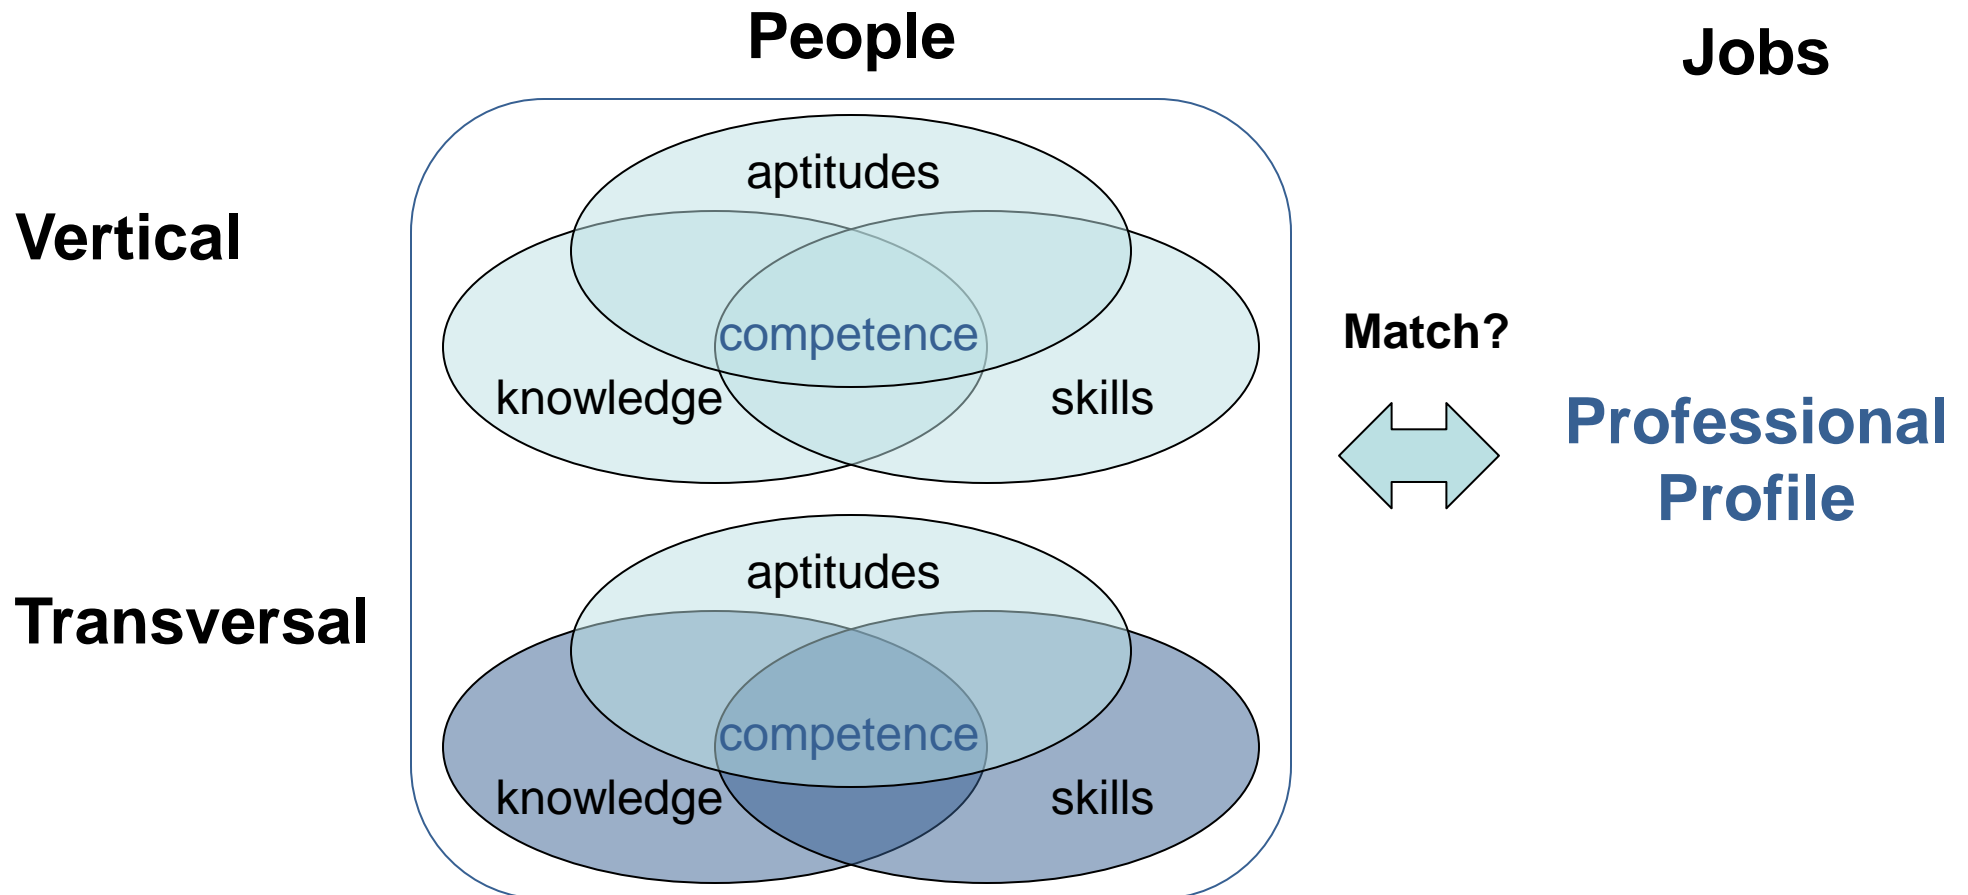 People
Jobs
Vertical
aptitudes
competence
knowledge
skills
Match?
Professional
Profile
Transversal
aptitudes
competence
knowledge
skills